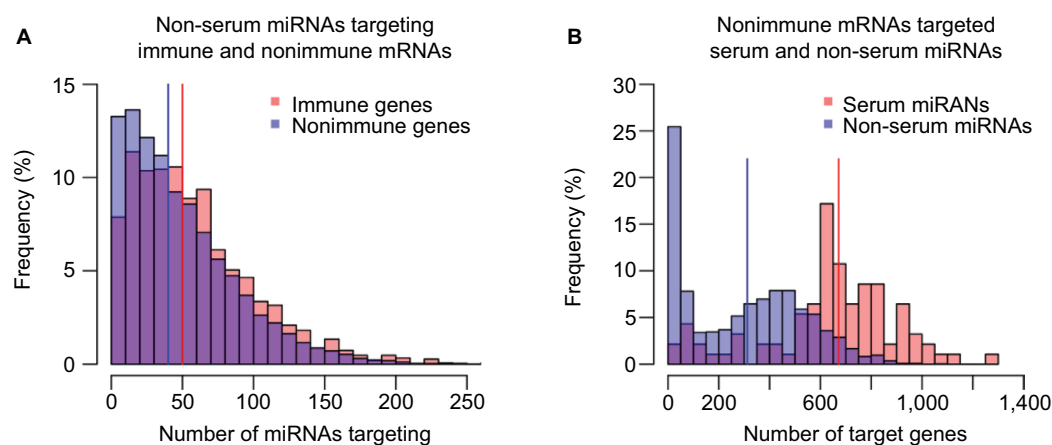 A
Non-serum miRNAs targeting
immune and nonimmune mRNAs
15
10
5
0
Frequency (%)
Immune genes
Nonimmune genes
0 50 100 150 200 250
Number of miRNAs targeting
B
Nonimmune mRNAs targeted
serum and non-serum miRNAs
30
25
20
15
10
5
0
Frequency (%)
Serum miRANs
Non-serum miRNAs
0 200 600 1,000 1,400
Number of target genes